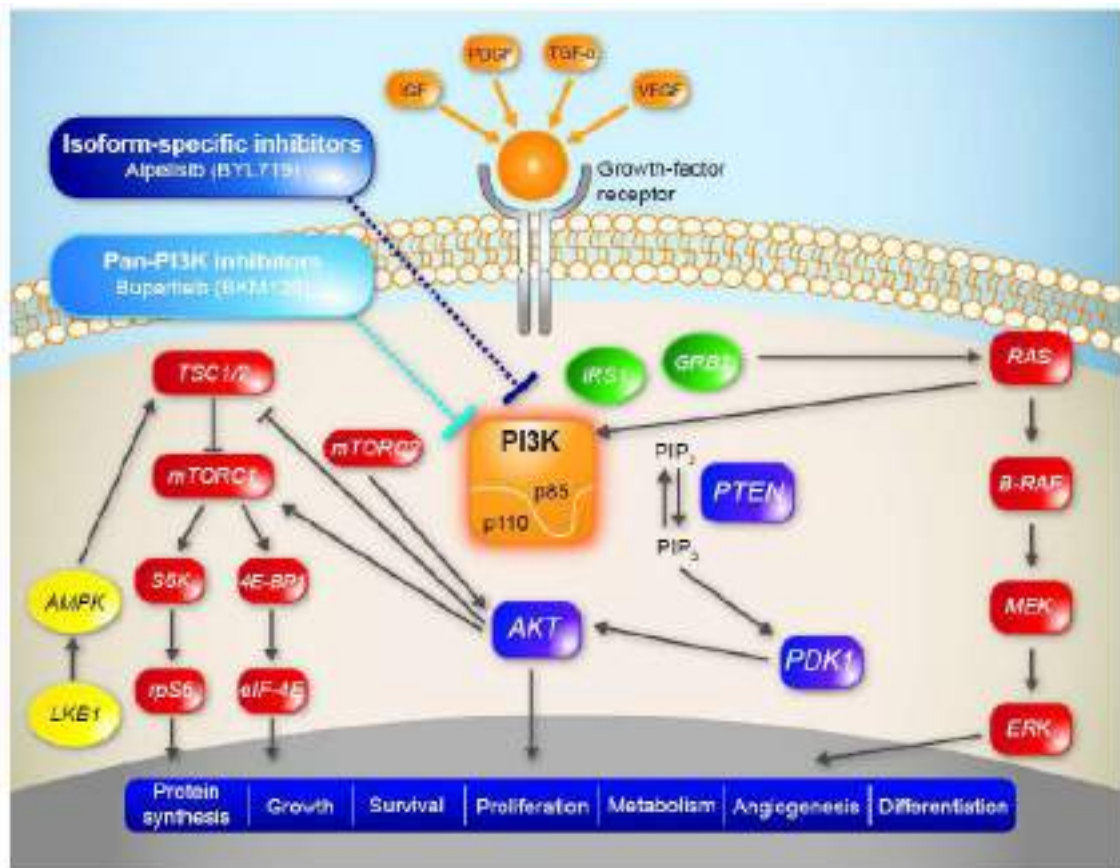 PDGF
TGF-α
IGF
VEGF
Isoform-specific inhibitors
Alpelisib (BYL719)
Growth-factor
receptor
Pan-PI3K inhibitors
Buparlisib (BKM120)
TSC1/2
IRS1
GRB2
RAS
mTORC2
PI3K
PIP2
mTORC1
p85
PTEN
B-RAF
p110
PIP3
S6K
4E-BP1
AMPK
AKT
MEK
PDK1
rpS6
eIF-4E
LKB1
ERK
Protein
synthesis
Growth
Survival
Proliferation
Metabolism
Angiogenesis
Differentiation